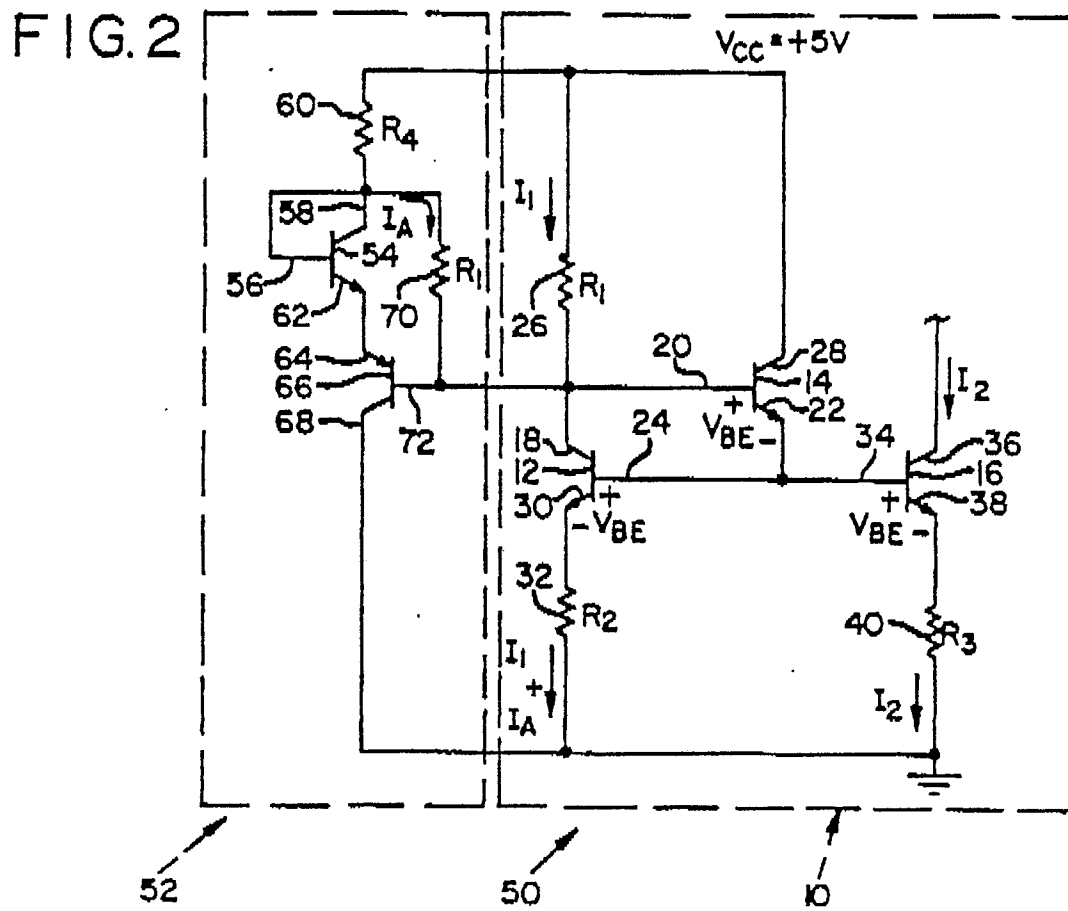 FIG. 2
VCC = +5V
60
R4
58
IA
I1
54
56
R1
R1
62
70
26
20
28
64
14
66
22
I2
68
72
VBE
+
-
24
34
18
36
12
16
30
+
-
VBE
+
38
VBE
-
32
R2
40
R3
I1
+
IA
I2
52
50
10